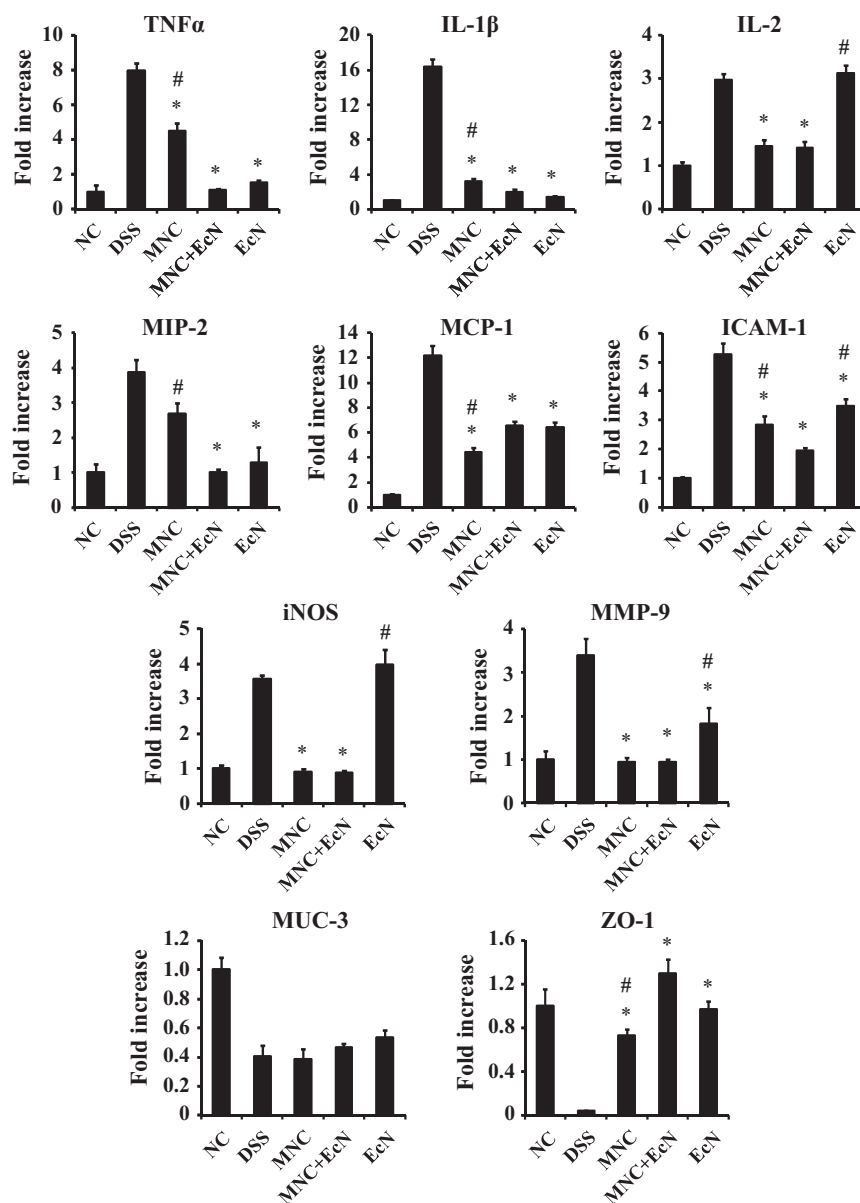 TNFα
Fold increase
10
8
6
4
2
0
#
*
*
*
NC
DSS
MNC
MNC+EcN
EcN
IL-1β
Fold increase
20
16
12
8
4
0
#
*
*
*
NC
DSS
MNC
MNC+EcN
EcN
IL-2
Fold increase
4
3
2
1
0
*
*
#
NC
DSS
MNC
MNC+EcN
EcN
MIP-2
Fold increase
5
4
3
2
1
0
#
*
*
NC
DSS
MNC
MNC+EcN
EcN
MCP-1
Fold increase
14
12
10
8
6
4
2
0
#
*
*
*
NC
DSS
MNC
MNC+EcN
EcN
ICAM-1
Fold increase
6
5
4
3
2
1
0
#
*
*
#
*
NC
DSS
MNC
MNC+EcN
EcN
iNOS
Fold increase
5
4
3
2
1
0
*
*
#
NC
DSS
MNC
MNC+EcN
EcN
MMP-9
Fold increase
4
3
2
1
0
*
*
#
*
NC
DSS
MNC
MNC+EcN
EcN
MUC-3
Fold increase
1.2
1.0
0.8
0.6
0.4
0.2
0
NC
DSS
MNC
MNC+EcN
EcN
ZO-1
Fold increase
1.6
1.2
0.8
0.4
0
#
*
*
*
NC
DSS
MNC
MNC+EcN
EcN